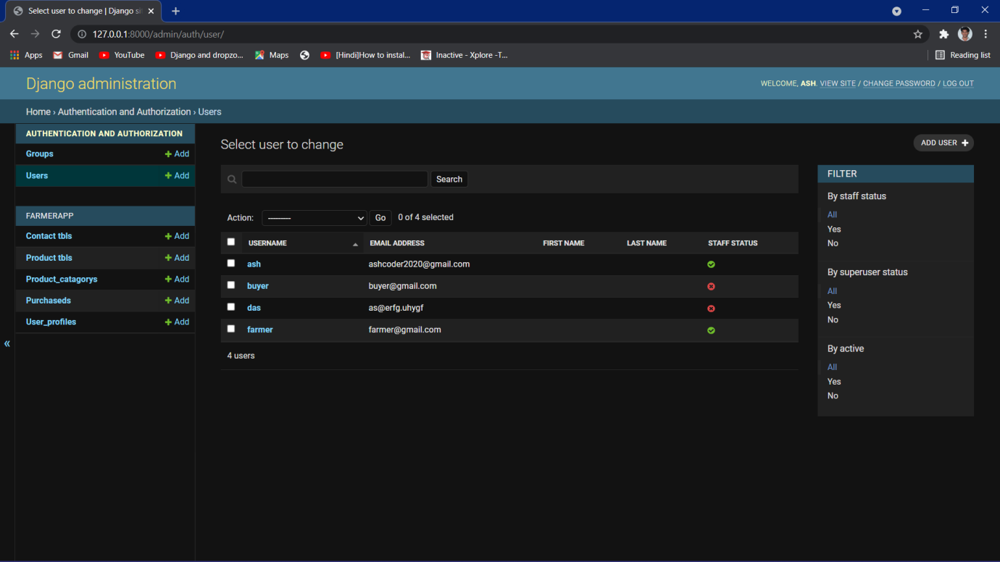 Select user to change | Django si
127.0.0.1:8000/admin/auth/user/
Apps Gmail YouTube Django and dropzo... Maps [Hindi]How to instal... Inactive - Xplore -T... Reading list
Django administration
WELCOME, ASH. VIEW SITE / CHANGE PASSWORD / LOG OUT
Home › Authentication and Authorization › Users
AUTHENTICATION AND AUTHORIZATION
Groups + Add
Users + Add
FARMERAPP
Contact tbls + Add
Product tbls + Add
Product_catagorys + Add
Purchaseds + Add
User_profiles + Add
«
Select user to change
ADD USER +
Search
Action: --------- Go 0 of 4 selected
USERNAME EMAIL ADDRESS FIRST NAME LAST NAME STAFF STATUS
ash ashcoder2020@gmail.com
buyer buyer@gmail.com
das as@erfg.uhygf
farmer farmer@gmail.com
4 users
FILTER
By staff status
All
Yes
No
By superuser status
All
Yes
No
By active
All
Yes
No